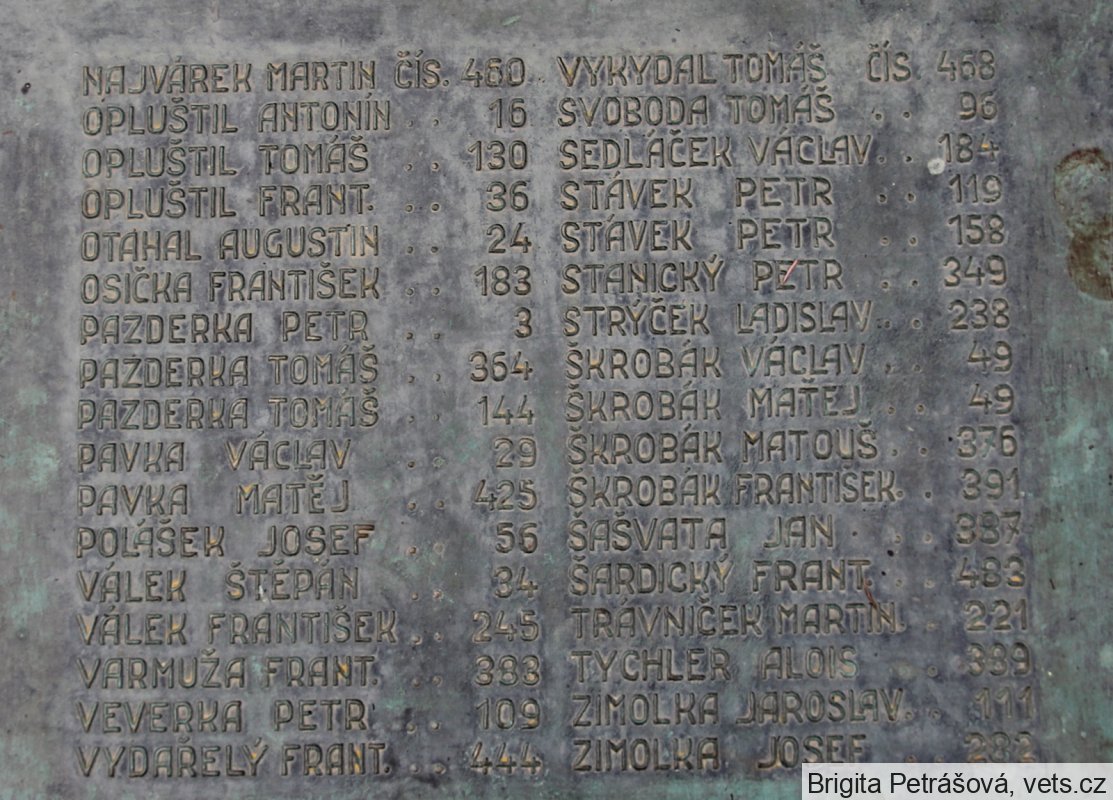 NAJVÁREK MARTIN ČÍS. 460
OPLUŠTIL ANTONÍN .. 16
OPLUŠTIL TOMÁŠ .. 130
OPLUŠTIL FRANT. .. 36
OTÁHAL AUGUSTIN .. 24
OSIČKA FRANTIŠEK .. 183
PAZDERKA PETR .. 3
PAZDERKA TOMÁŠ .. 364
PAZDERKA TOMÁŠ .. 144
PAVKA VÁCLAV .. 29
PAVKA MATĚJ .. 425
POLÁŠEK JOSEF .. 56
VÁLEK ŠTĚPÁN .. 34
VÁLEK FRANTIŠEK .. 245
VARMUŽA FRANT. .. 383
VEVERKA PETR .. 109
VYDAŘELÝ FRANT. .. 444
VYKYDAL TOMÁŠ ČÍS. 468
SVOBODA TOMÁŠ .. 96
SEDLÁČEK VÁCLAV .. 184
STÁVEK PETR .. 119
STÁVEK PETR .. 158
STANICKÝ PETR .. 349
STRÝČEK LADISLAV .. 238
ŠKROBÁK VÁCLAV .. 49
ŠKROBÁK MATĚJ .. 49
ŠKROBÁK MATOUŠ .. 376
ŠKROBÁK FRANTIŠEK .. 391
ŠAŠVATA JAN .. 387
ŠARDICKÝ FRANT. .. 483
TRÁVNIČEK MARTIN .. 221
TYCHLER ALOIS .. 389
ZIMOLKA JAROSLAV .. 111
ZIMOLKA JOSEF .. 282
Brigita Petrášová, vets.cz